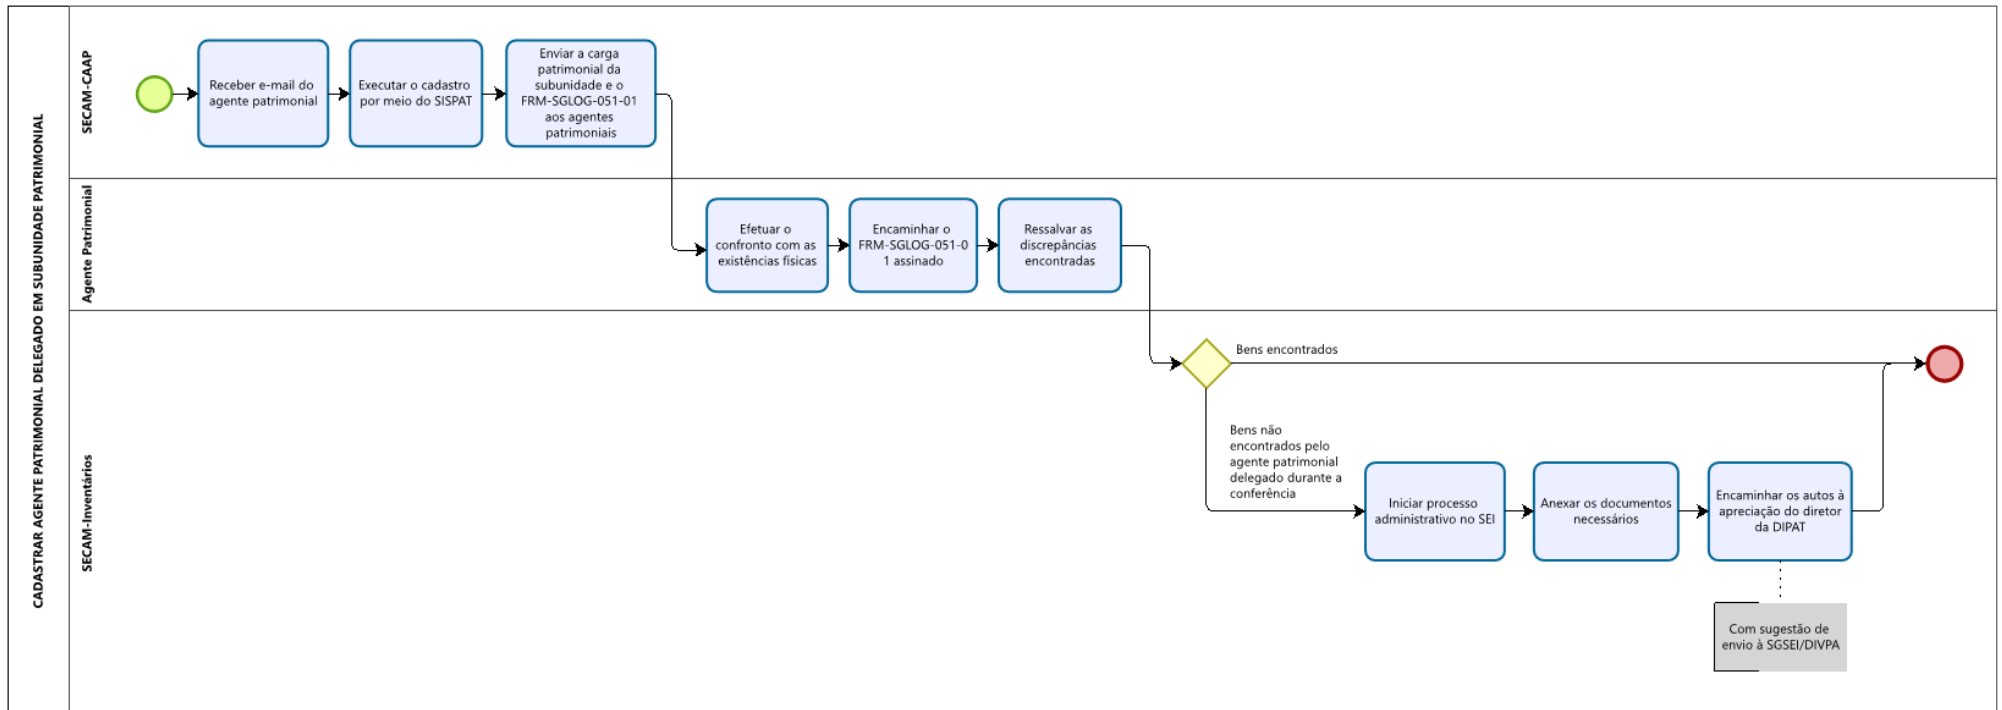 CADASTRAR AGENTE PATRIMONIAL DELEGADO EM SUBUNIDADE PATRIMONIAL
SECAM-CAAP
Receber e-mail do
agente patrimonial
Executar o cadastro
por meio do SISPAT
Enviar a carga
patrimonial da
subunidade e o
FRM-SGLOG-051-01
aos agentes
patrimoniais
Agente Patrimonial
Efetuar o
confronto com as
existências físicas
Encaminhar o
FRM-SGLOG-051-0
1 assinado
Ressalvar as
discrepâncias
encontradas
SECAM-Inventários
Bens encontrados
Bens não
encontrados pelo
agente patrimonial
delegado durante a
conferência
Iniciar processo
administrativo no SEI
Anexar os documentos
necessários
Encaminhar os autos à
apreciação do diretor
da DIPAT
Com sugestão de
envio à SGSEI/DIVPA